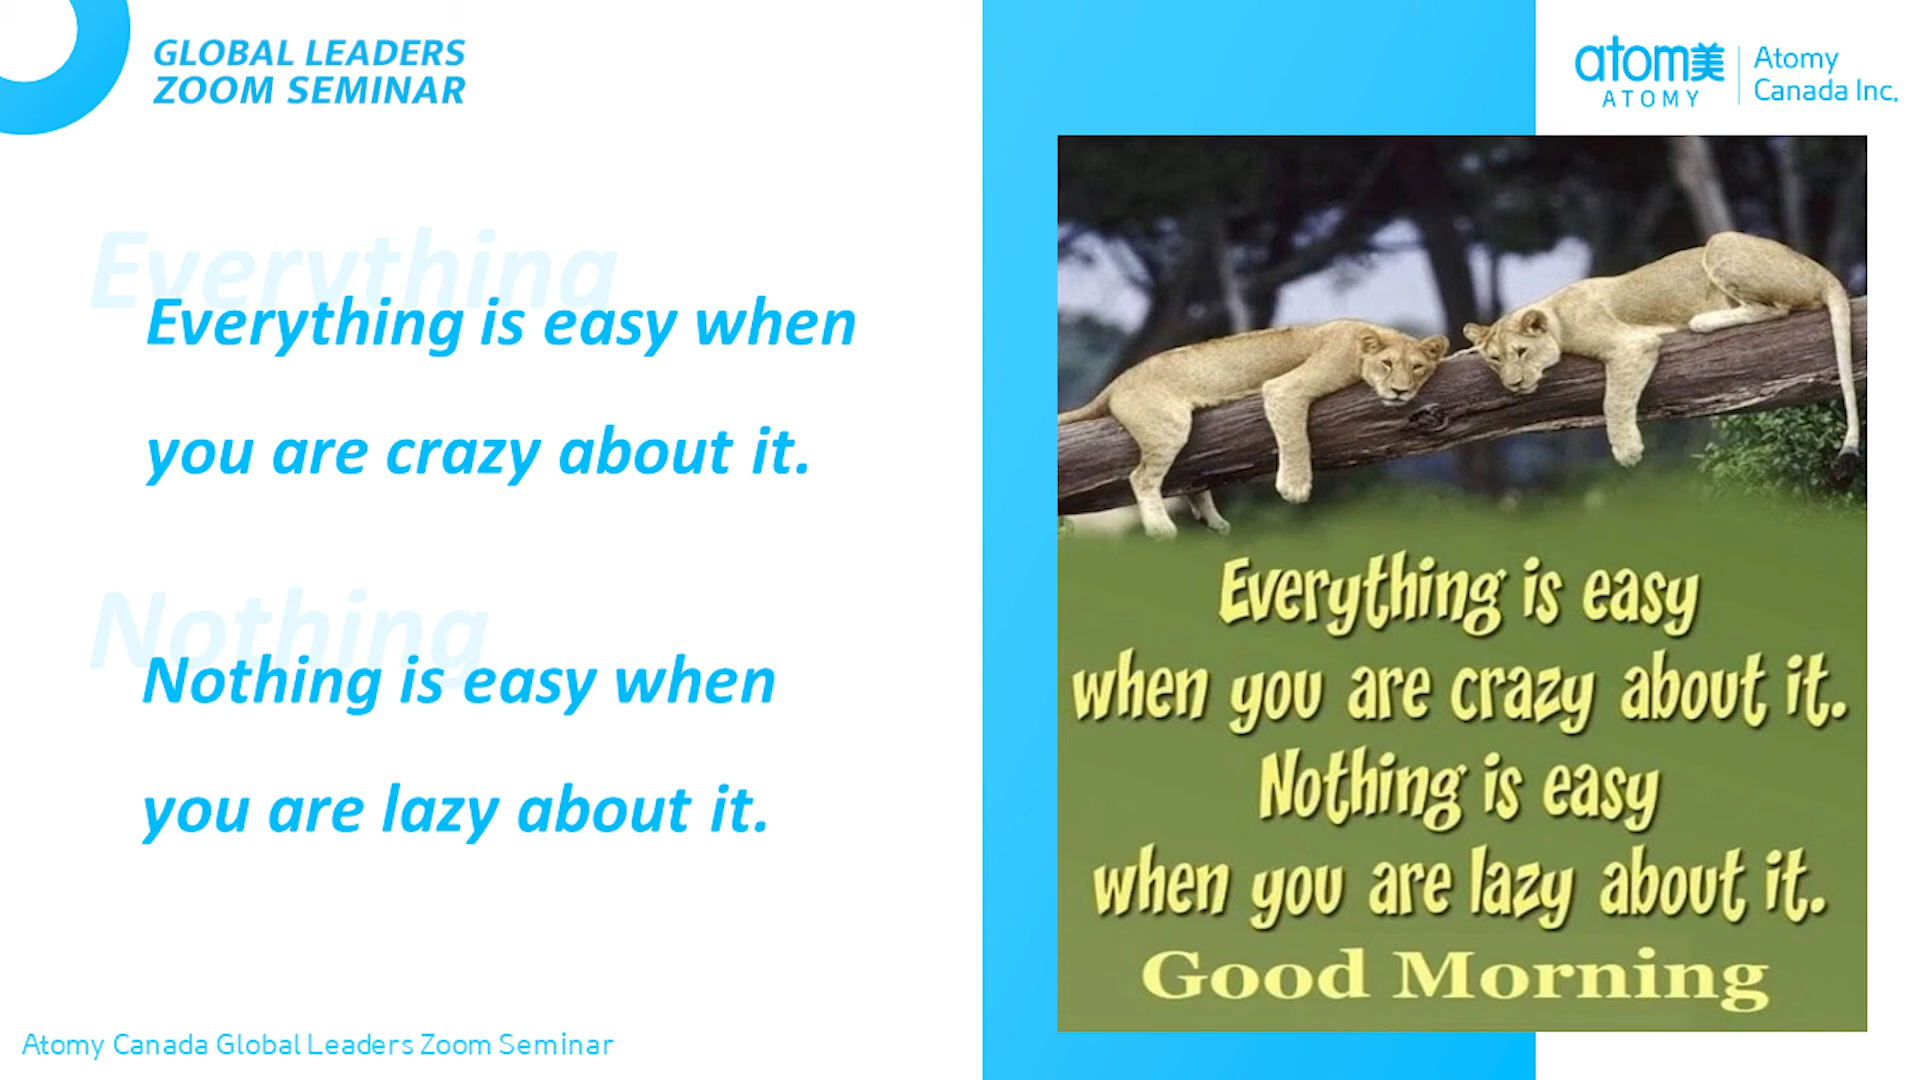 GLOBAL LEADERS
ZOOM SEMINAR
atom美
ATOMY
Atomy
Canada Inc.
Everything
Everything is easy when
you are crazy about it.
Nothing
Nothing is easy when
you are lazy about it.
Everything is easy
when you are crazy about it.
Nothing is easy
when you are lazy about it.
Good Morning
Atomy Canada Global Leaders Zoom Seminar